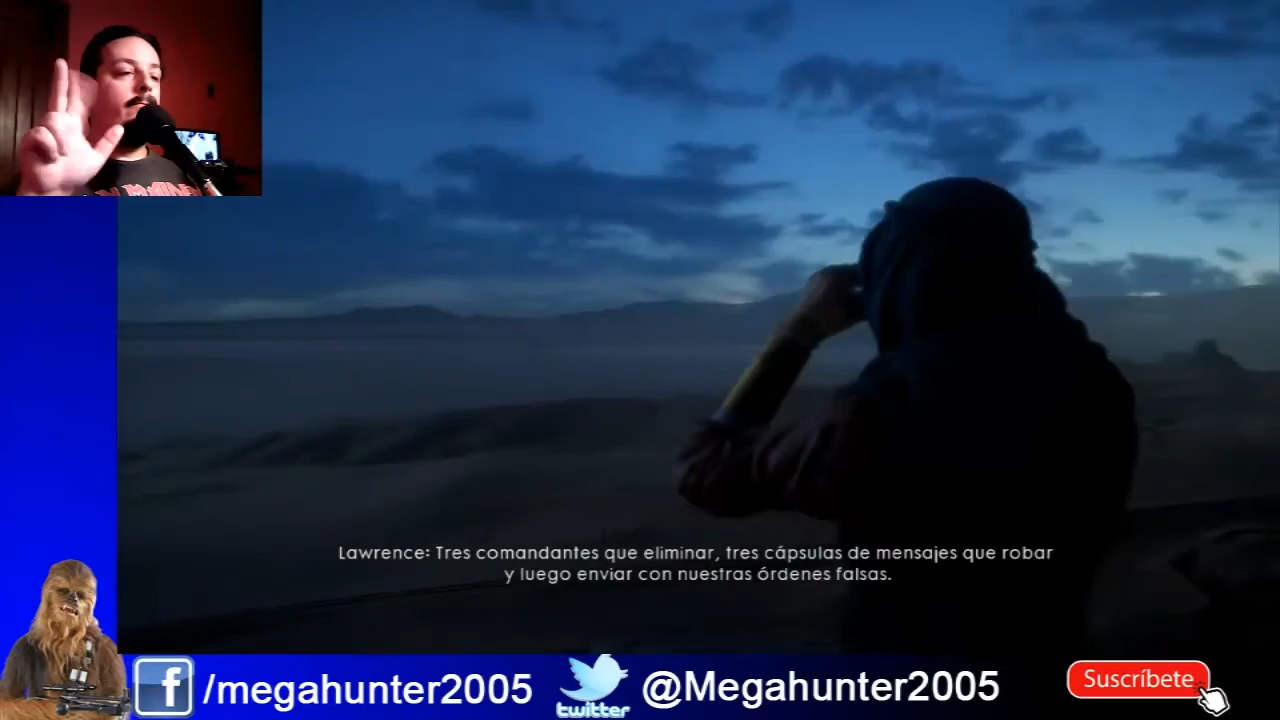 Lawrence: Tres comandantes que eliminar, tres cápsulas de mensajes que robar
y luego enviar con nuestras órdenes falsas.
f /megahunter2005
twitter
@Megahunter2005
Suscríbete